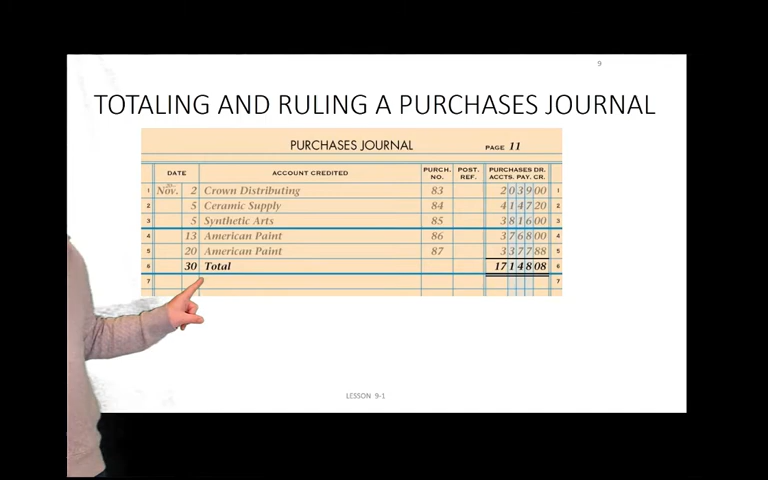 9
TOTALING AND RULING A PURCHASES JOURNAL
PURCHASES JOURNAL PAGE 11
DATE ACCOUNT CREDITED PURCH. NO. POST. REF. PURCHASES DR. ACCTS. PAY. CR.
1 20-- Nov. 2 Crown Distributing 83 2 0 3 9 00 1
2 5 Ceramic Supply 84 4 1 4 7 20 2
3 5 Synthetic Arts 85 3 8 1 6 00 3
4 13 American Paint 86 3 7 6 8 00 4
5 20 American Paint 87 3 3 7 7 88 5
6 30 Total 17 1 4 8 08 6
7 7
LESSON 9-1